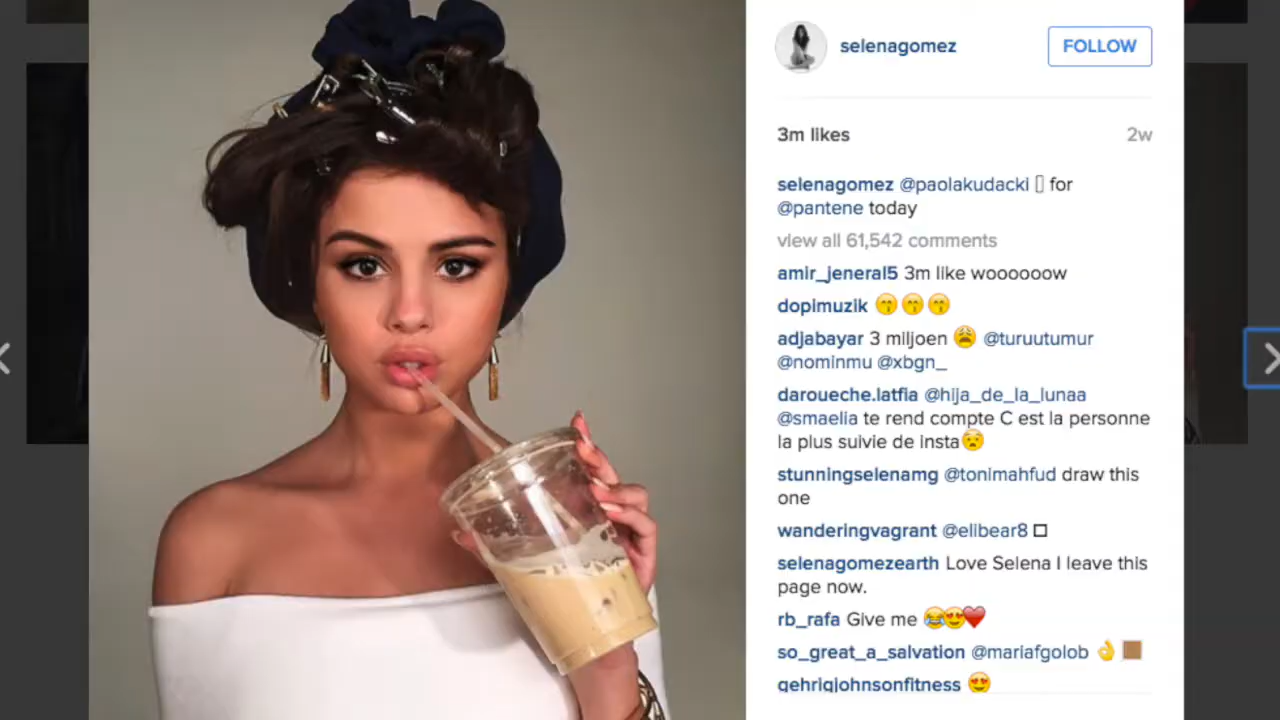 selenagomez
FOLLOW
3m likes
2w
selenagomez @paolakudacki for
@pantene today
view all 61,542 comments
amir_jeneral5 3m like woooooow
dopimuzik 😙😙😙
adjabayar 3 miljoen 😩 @turuutumur
@nominmu @xbgn_
daroueche.latfia @hija_de_la_lunaa
@smaelia te rend compte C est la personne
la plus suivie de insta😧
stunningselenamg @tonimahfud draw this
one
wanderingvagrant @elibear8
selenagomezearth Love Selena I leave this
page now.
rb_rafa Give me 😂😍❤️
so_great_a_salvation @mariafgolob 👌
gehrigjohnsonfitness 😍